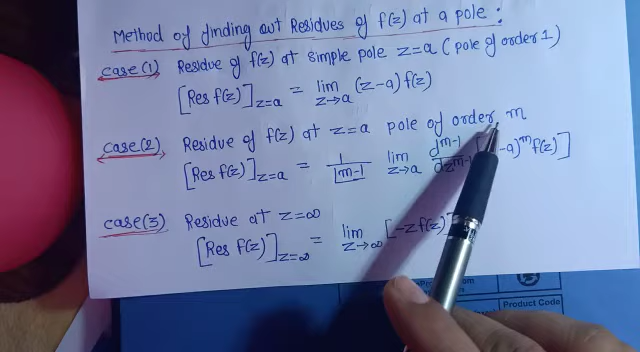 Method of finding out Residues of f(z) at a pole :
case(1) Residue of f(z) at simple pole z=a (pole of order 1)
[Res f(z)]z=a = lim z→a (z-a) f(z)
case(2) Residue of f(z) at z=a pole of order m
[Res f(z)]z=a = 1/|m-1 lim z→a d^m-1/dz^m-1 -a)^m f(z)]
case(3) Residue at z=∞
[Res f(z)]z=∞ = lim z→∞ [-z f(z)]
Product Code